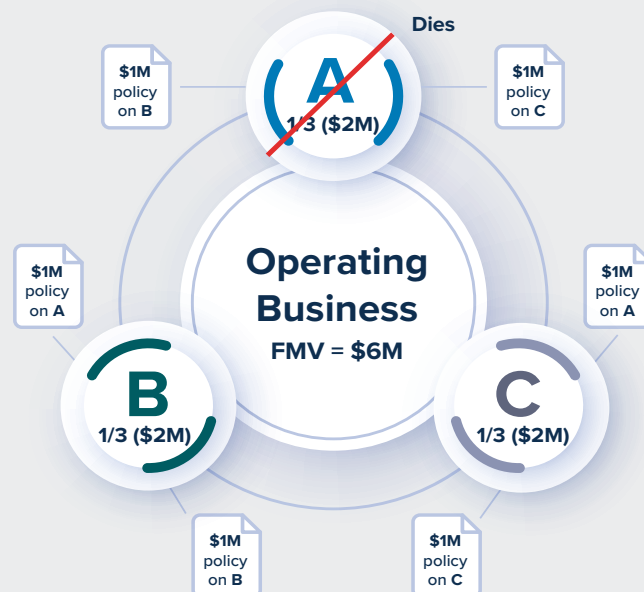 Dies
$1M
policy
on B
A
1/3 ($2M)
$1M
policy
on C
Operating
Business
FMV = $6M
$1M
policy
on A
$1M
policy
on A
B
1/3 ($2M)
C
1/3 ($2M)
$1M
policy
on B
$1M
policy
on C